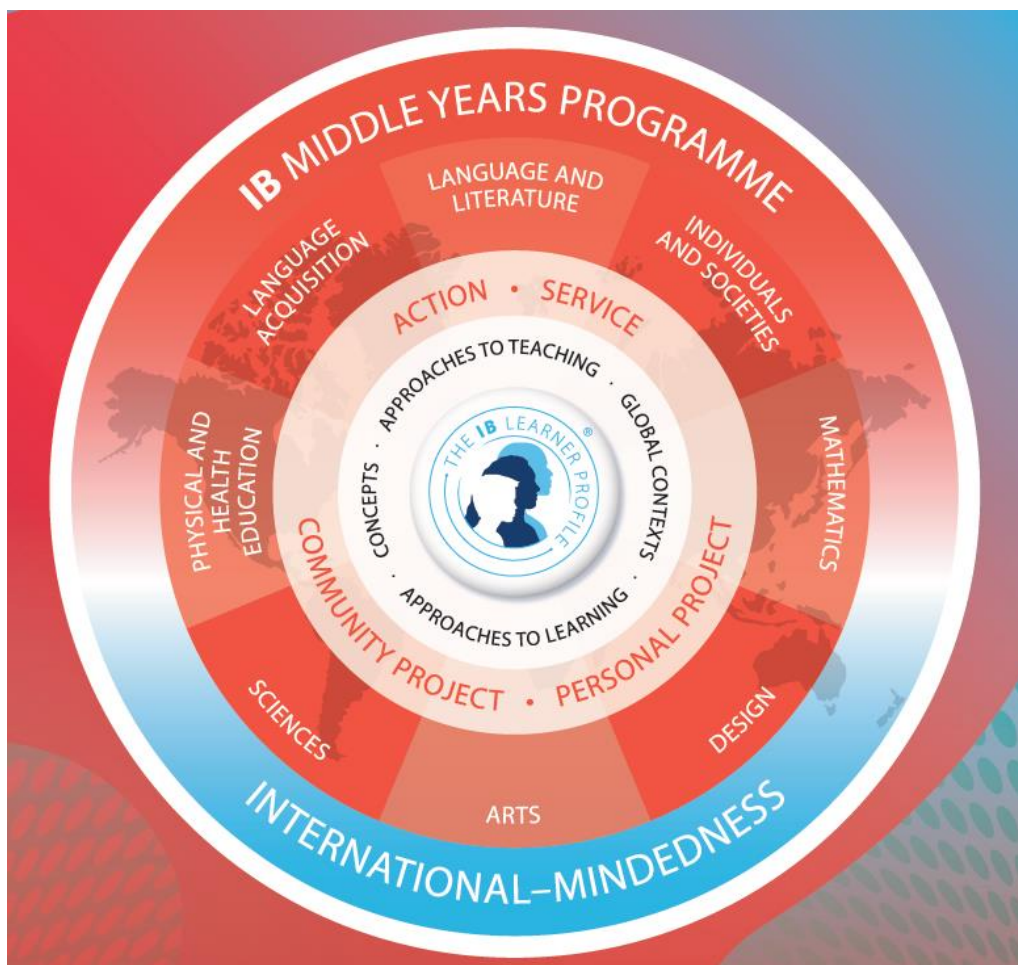 IB MIDDLE YEARS PROGRAMME
LANGUAGE AND
LITERATURE
INDIVIDUALS
AND SOCIETIES
MATHEMATICS
DESIGN
ARTS
SCIENCES
PHYSICAL AND
HEALTH
EDUCATION
LANGUAGE
ACQUISITION
ACTION • SERVICE
PERSONAL PROJECT
•
COMMUNITY PROJECT
APPROACHES TO TEACHING · GLOBAL CONTEXTS · APPROACHES TO LEARNING · CONCEPTS ·
THE IB LEARNER PROFILE ®
INTERNATIONAL–MINDEDNESS